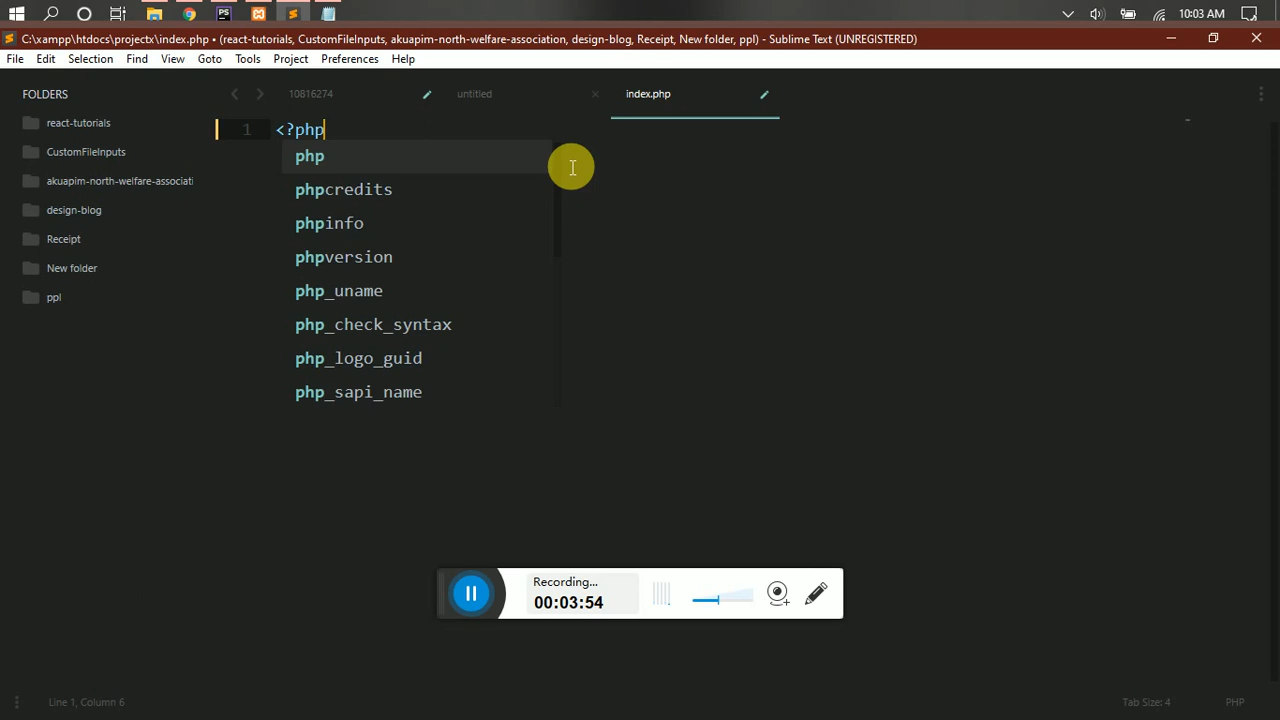 PS
10:03 AM
C:\xampp\htdocs\projectx\index.php • (react-tutorials, CustomFileInputs, akuapim-north-welfare-association, design-blog, Receipt, New folder, ppl) - Sublime Text (UNREGISTERED)
File Edit Selection Find View Goto Tools Project Preferences Help
FOLDERS
react-tutorials
CustomFileInputs
akuapim-north-welfare-associati
design-blog
Receipt
New folder
ppl
10816274 untitled index.php
1 <?php
php
phpcredits
phpinfo
phpversion
php_uname
php_check_syntax
php_logo_guid
php_sapi_name
Recording...
00:03:54
Line 1, Column 6 Tab Size: 4 PHP